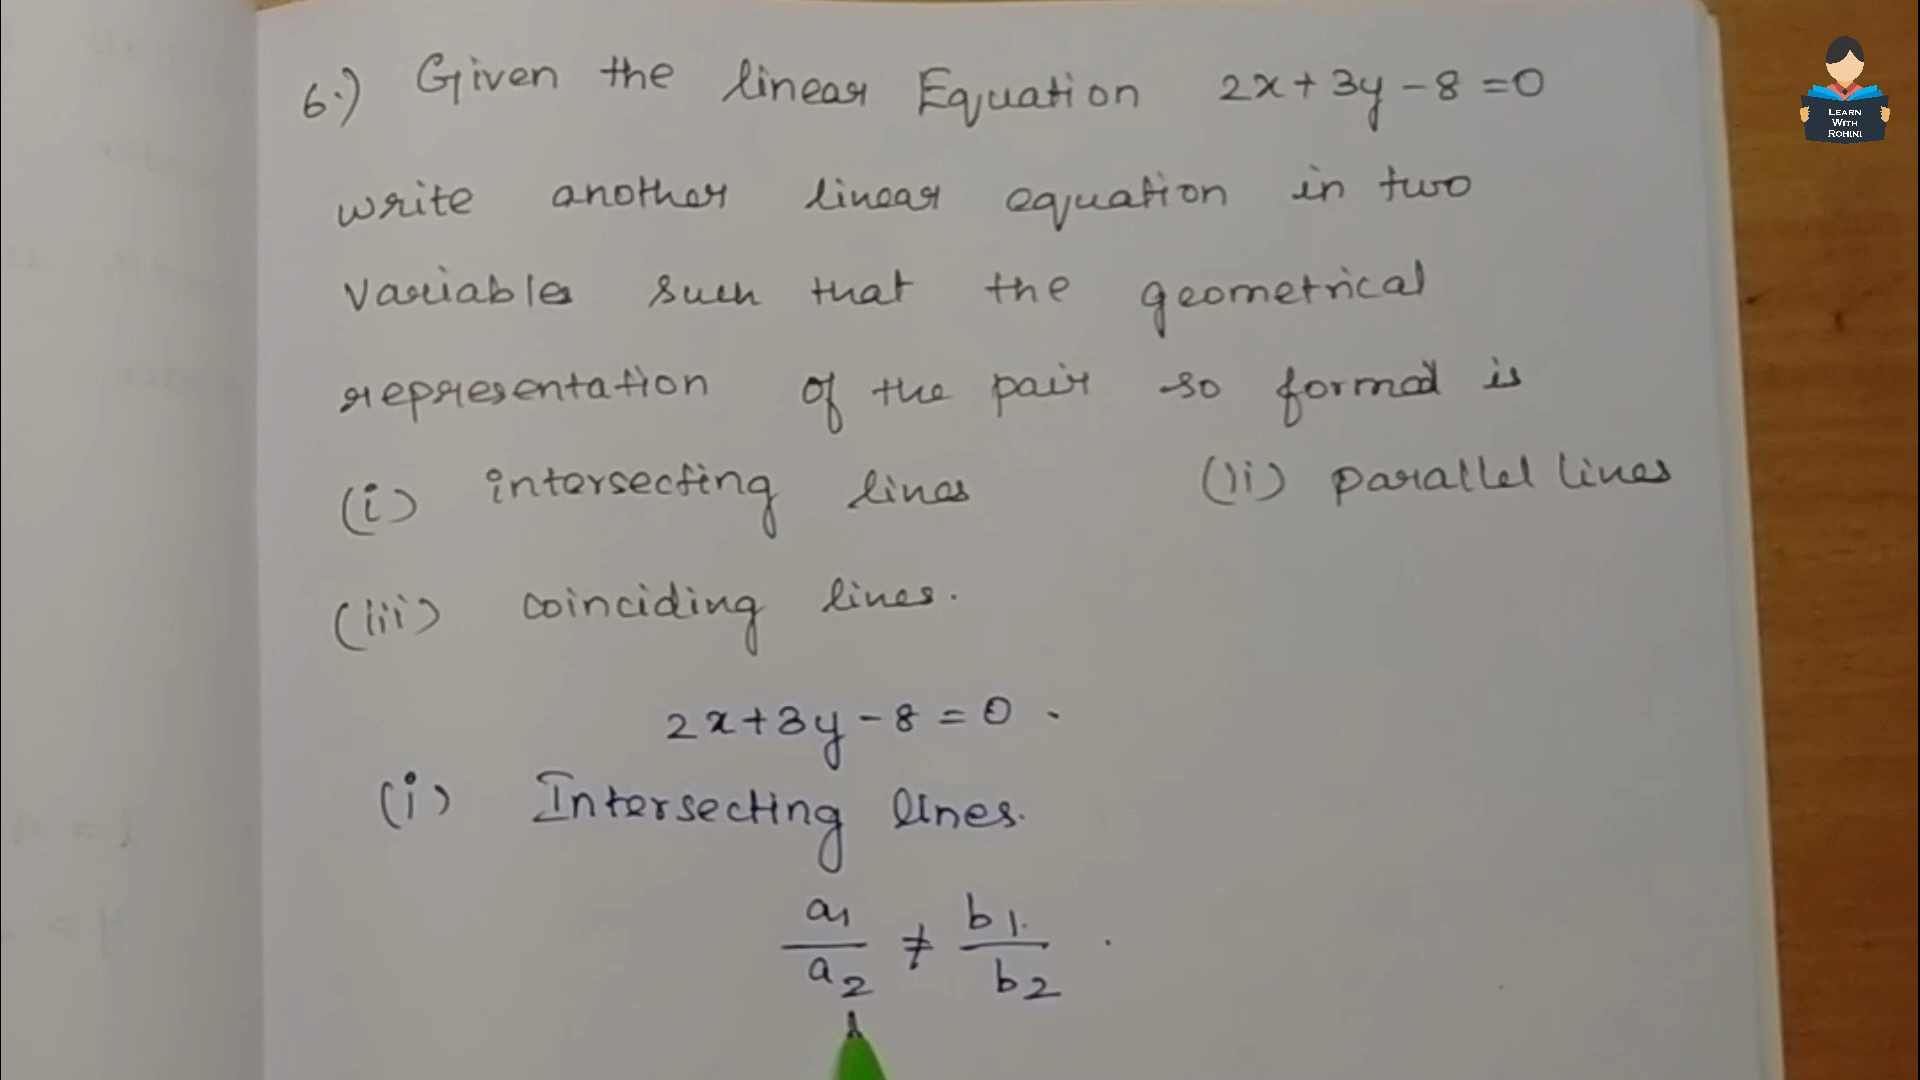 6.) Given the linear Equation 2x+3y-8=0
write another linear equation in two
variables such that the geometrical
representation of the pair so formed is
(i) intersecting lines (ii) parallel lines
(iii) coinciding lines.
2x+3y-8=0.
(i) Intersecting lines.
a1/a2 ≠ b1/b2.
LEARN
WITH
ROHINI